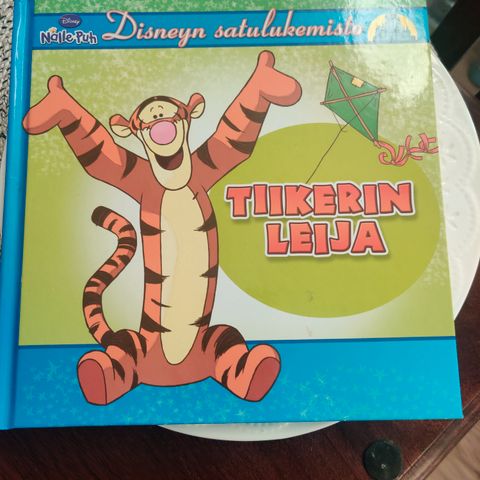 Disney
Nalle Puh
Disneyn satulukemisto
TIIKERIN
LEIJA